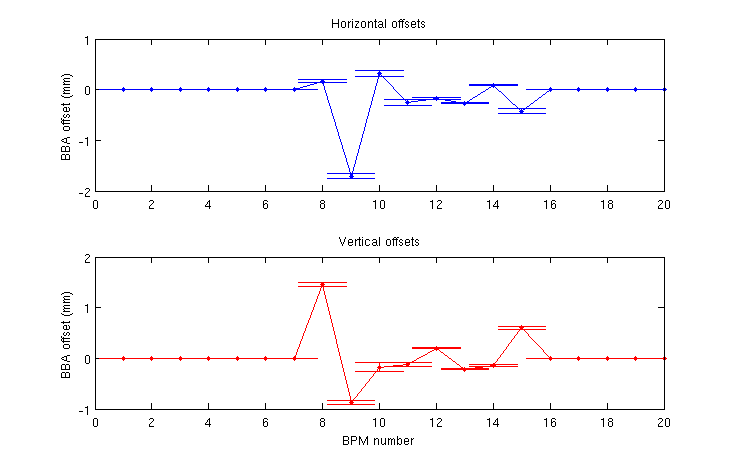 Horizontal offsets
1
0
-1
-2
BBA offset (mm)
0 2 4 6 8 10 12 14 16 18 20
Vertical offsets
2
1
0
-1
BBA offset (mm)
0 2 4 6 8 10 12 14 16 18 20
BPM number